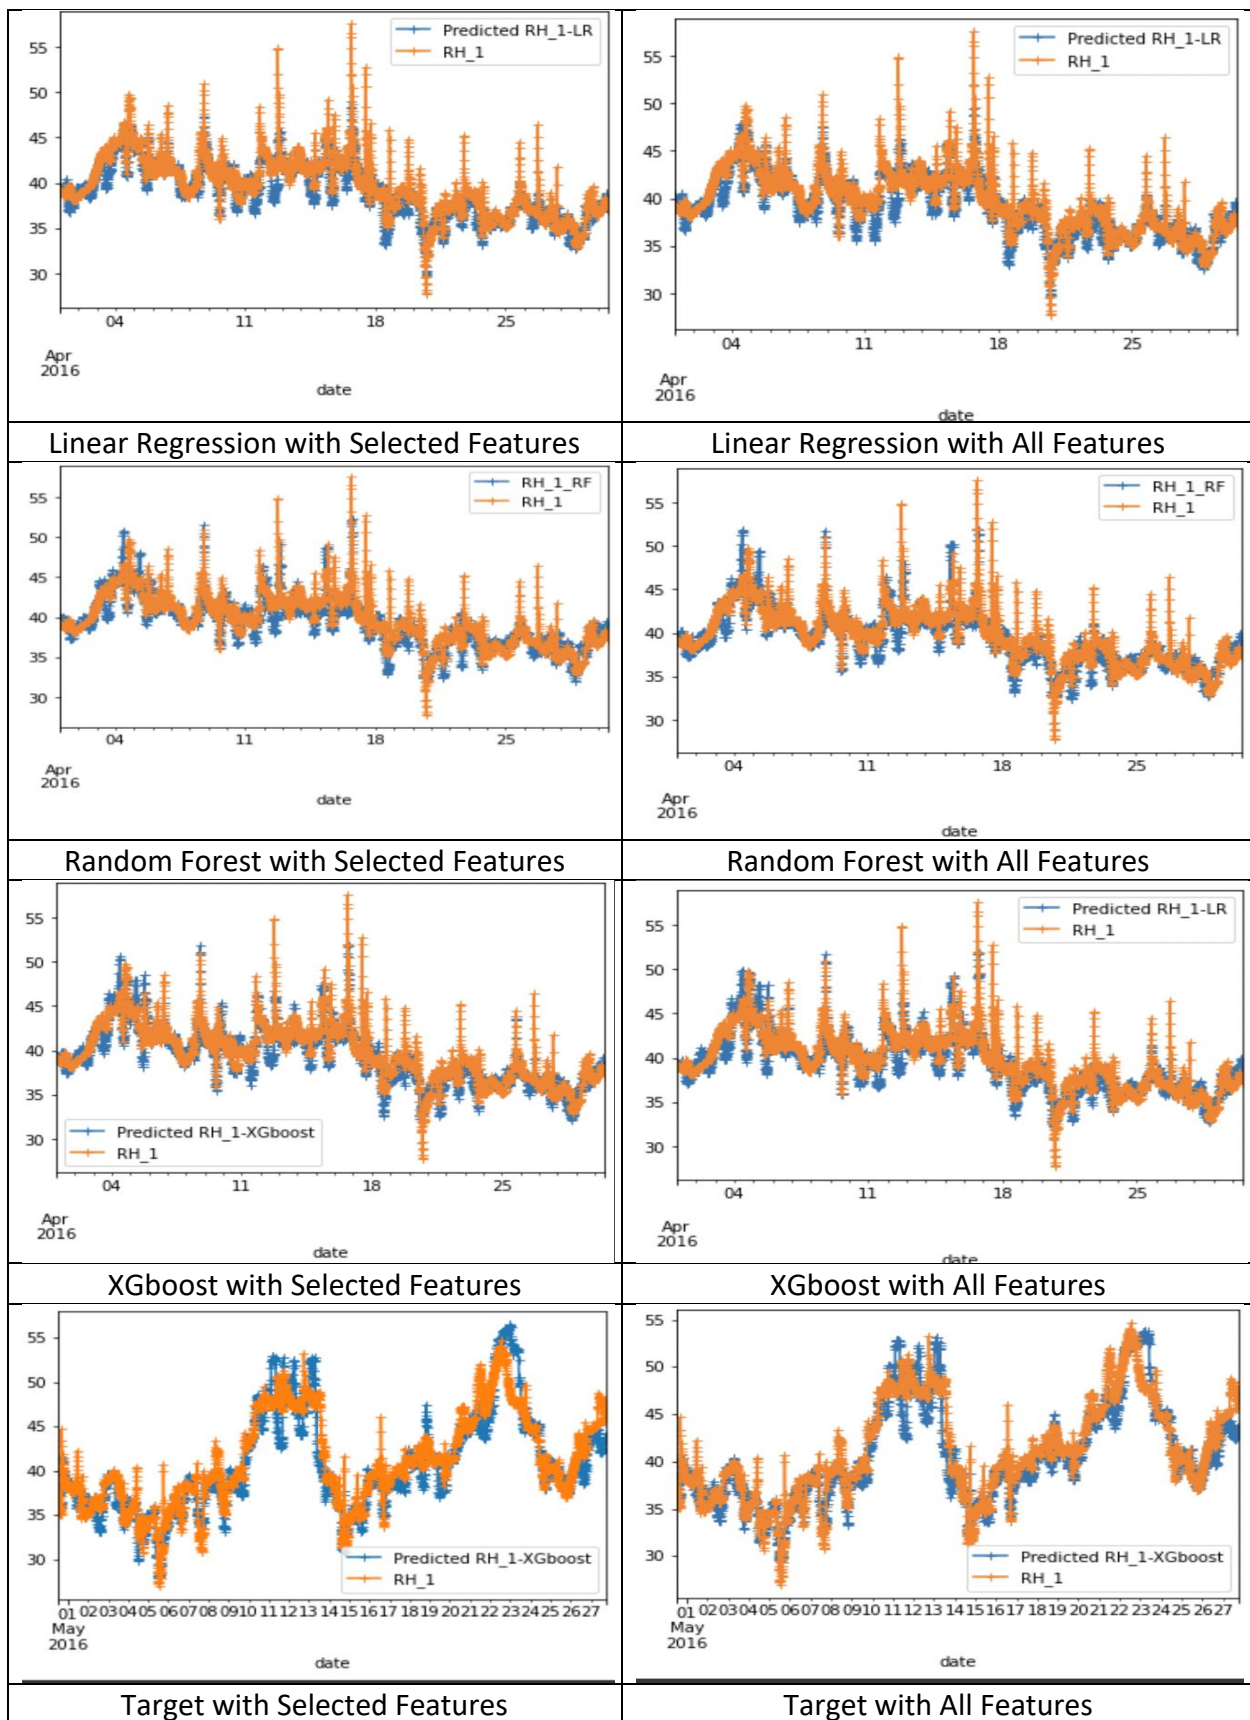 Predicted RH_1-LR
RH_1
55
50
45
40
35
30
04 11 18 25
Apr
2016
date
Predicted RH_1-LR
RH_1
55
50
45
40
35
30
04 11 18 25
Apr
2016
date
Linear Regression with Selected Features
Linear Regression with All Features
RH_1_RF
RH_1
55
50
45
40
35
30
04 11 18 25
Apr
2016
date
RH_1_RF
RH_1
55
50
45
40
35
30
04 11 18 25
Apr
2016
date
Random Forest with Selected Features
Random Forest with All Features
55
50
45
40
35
30
Predicted RH_1-XGboost
RH_1
04 11 18 25
Apr
2016
date
Predicted RH_1-LR
RH_1
55
50
45
40
35
30
04 11 18 25
Apr
2016
date
XGboost with Selected Features
XGboost with All Features
55
50
45
40
35
30
Predicted RH_1-XGboost
RH_1
01 02 03 04 05 06 07 08 09 10 11 12 13 14 15 16 17 18 19 20 21 22 23 24 25 26 27
May
2016
date
55
50
45
40
35
30
Predicted RH_1-XGboost
RH_1
01 02 03 04 05 06 07 08 09 10 11 12 13 14 15 16 17 18 19 20 21 22 23 24 25 26 27
May
2016
date
Target with Selected Features
Target with All Features